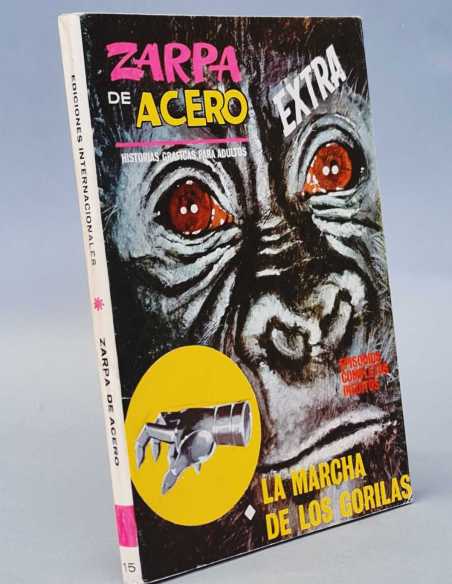 ZARPA
DE ACERO
EXTRA
HISTORIAS GRAFICAS PARA ADULTOS
EPISODIOS
COMPLETOS
INEDITOS
LA MARCHA
DE LOS GORILAS
EDICIONES INTERNACIONALES
ZARPA DE ACERO
15